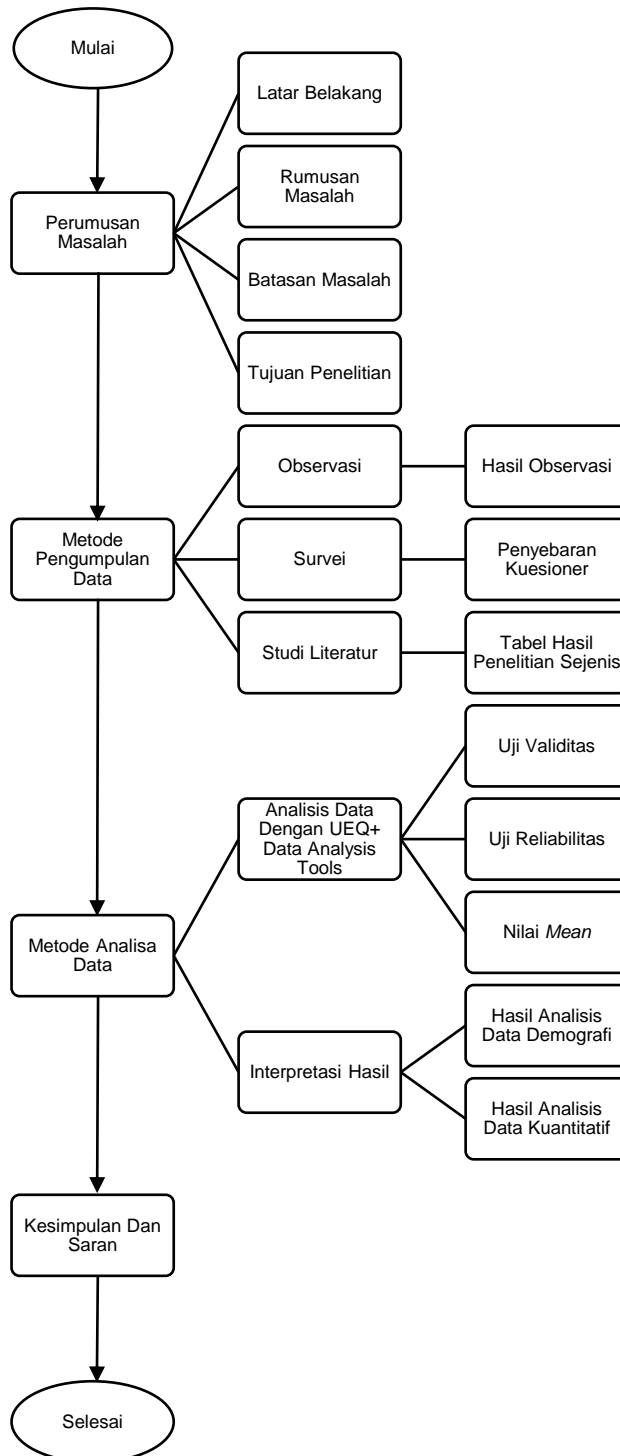 Mulai
Perumusan
Masalah
Latar Belakang
Rumusan
Masalah
Batasan Masalah
Tujuan Penelitian
Metode
Pengumpulan
Data
Observasi
Hasil Observasi
Survei
Penyebaran
Kuesioner
Studi Literatur
Tabel Hasil
Penelitian Sejenis
Metode Analisa
Data
Analisis Data
Dengan UEQ+
Data Analysis
Tools
Uji Validitas
Uji Reliabilitas
Nilai Mean
Interpretasi Hasil
Hasil Analisis
Data Demografi
Hasil Analisis
Data Kuantitatif
Kesimpulan Dan
Saran
Selesai